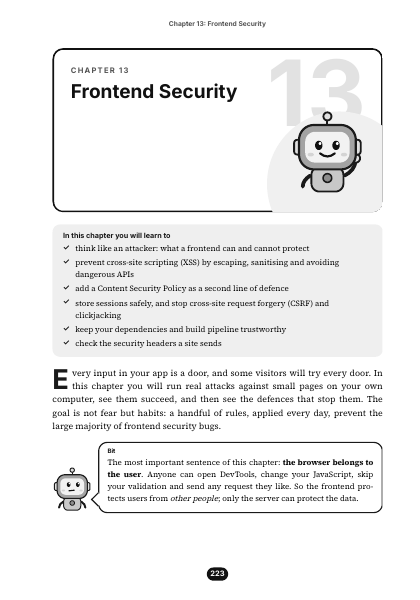 Chapter 13: Frontend Security
CHAPTER 13
13
Frontend Security
In this chapter you will learn to
✓ think like an attacker: what a frontend can and cannot protect
✓ prevent cross-site scripting (XSS) by escaping, sanitising and avoiding
dangerous APIs
✓ add a Content Security Policy as a second line of defence
✓ store sessions safely, and stop cross-site request forgery (CSRF) and
clickjacking
✓ keep your dependencies and build pipeline trustworthy
✓ check the security headers a site sends
Every input in your app is a door, and some visitors will try every door. In
this chapter you will run real attacks against small pages on your own
computer, see them succeed, and then see the defences that stop them. The
goal is not fear but habits: a handful of rules, applied every day, prevent the
large majority of frontend security bugs.
Bit
The most important sentence of this chapter: the browser belongs to
the user. Anyone can open DevTools, change your JavaScript, skip
your validation and send any request they like. So the frontend pro-
tects users from other people; only the server can protect the data.
223